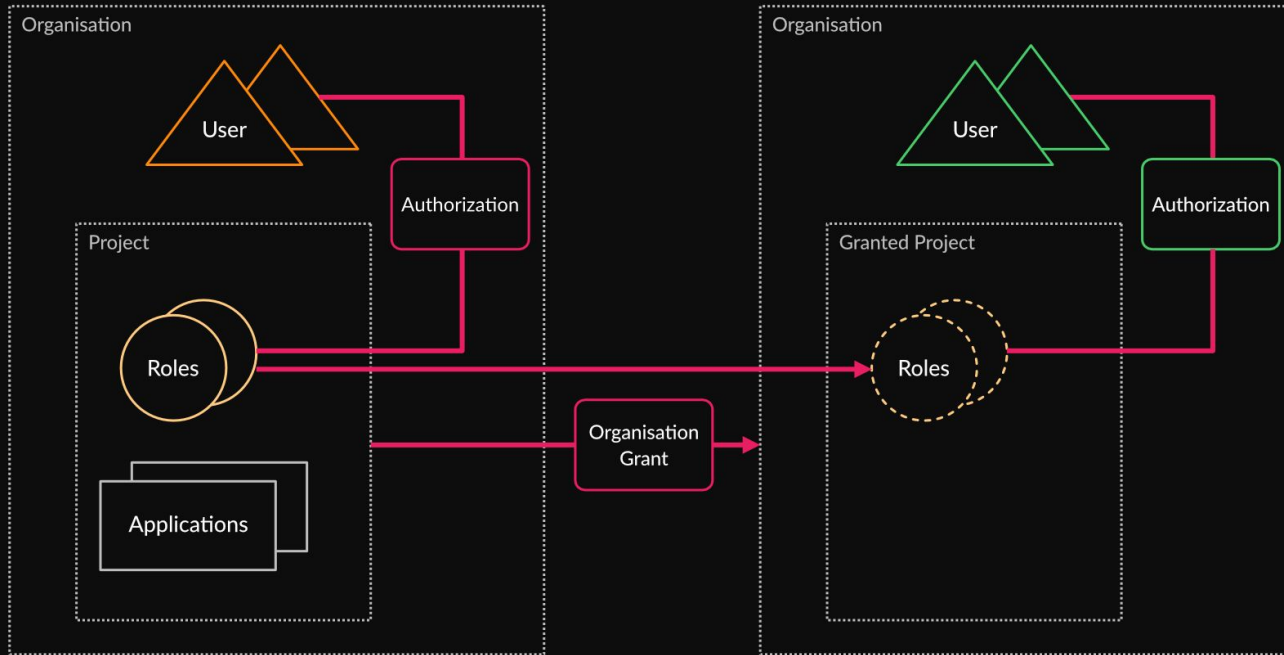 Organisation
User
Authorization
Project
Roles
Applications
Organisation
Grant
Organisation
User
Authorization
Granted Project
Roles